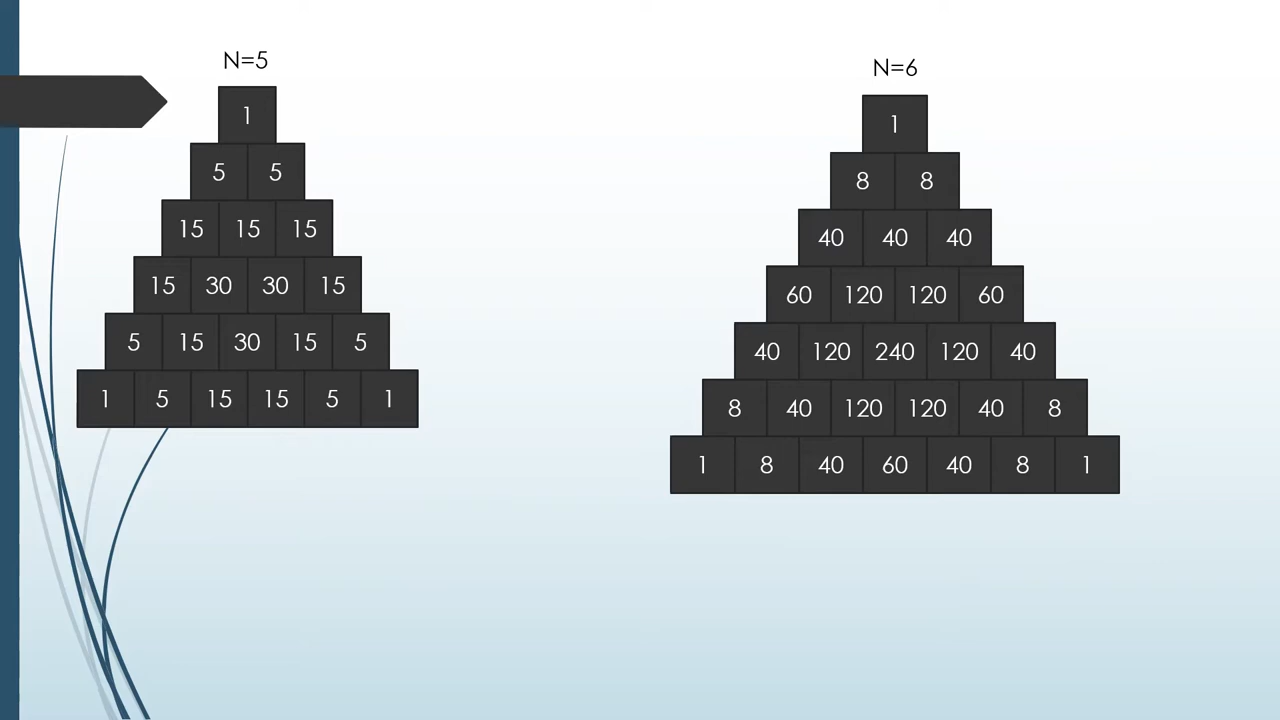 N=5
1
5 5
15 15 15
15 30 30 15
5 15 30 15 5
1 5 15 15 5 1
N=6
1
8 8
40 40 40
60 120 120 60
40 120 240 120 40
8 40 120 120 40 8
1 8 40 60 40 8 1